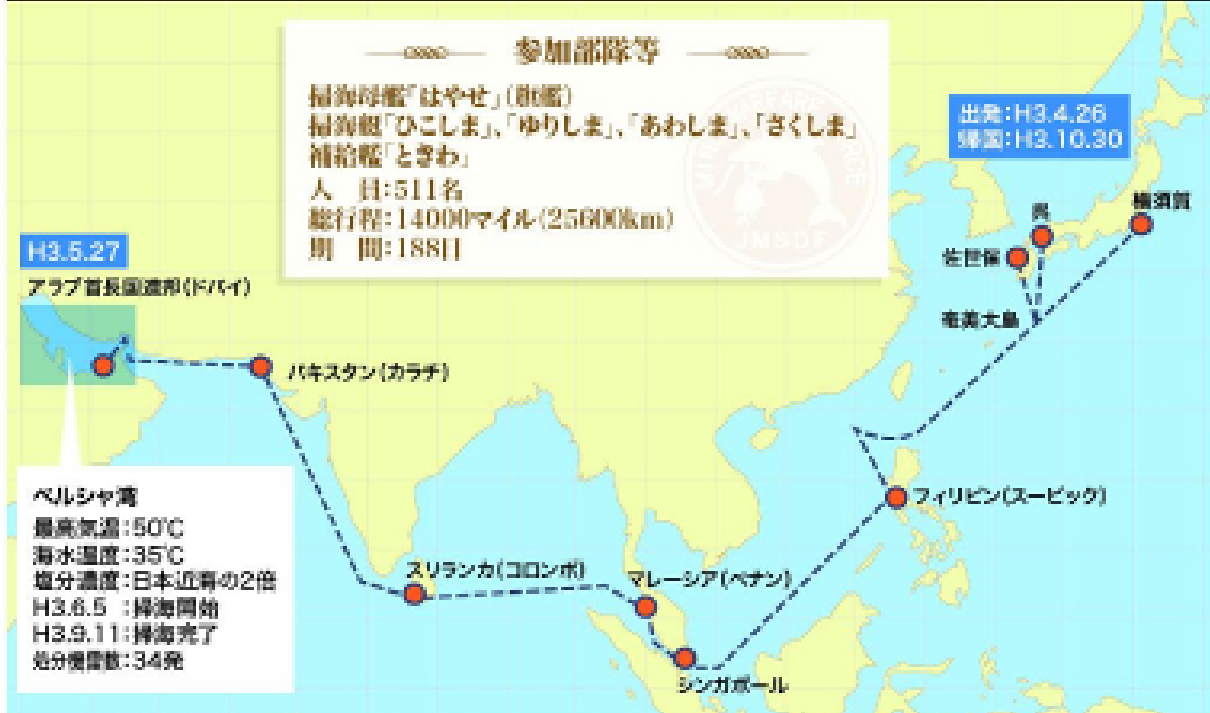 参加部隊等
掃海母艦「はやせ」(旗艦)
掃海艇「ひこしま」、「ゆりしま」、「あわしま」、「さくしま」
補給艦「ときわ」
人　員:511名
総行程:14000マイル(25600km)
期　間:188日
JMSDF
出発:H3.4.26
帰国:H3.10.30
横須賀
呉
佐世保
奄美大島
H3.5.27
アラブ首長国連邦(ドバイ)
パキスタン(カラチ)
フィリピン(スービック)
スリランカ(コロンボ)
マレーシア(ペナン)
シンガポール
ペルシャ湾
最高気温:50℃
海水温度:35℃
塩分濃度:日本近海の2倍
H3.6.5 :掃海開始
H3.9.11:掃海完了
処分機雷数:34発